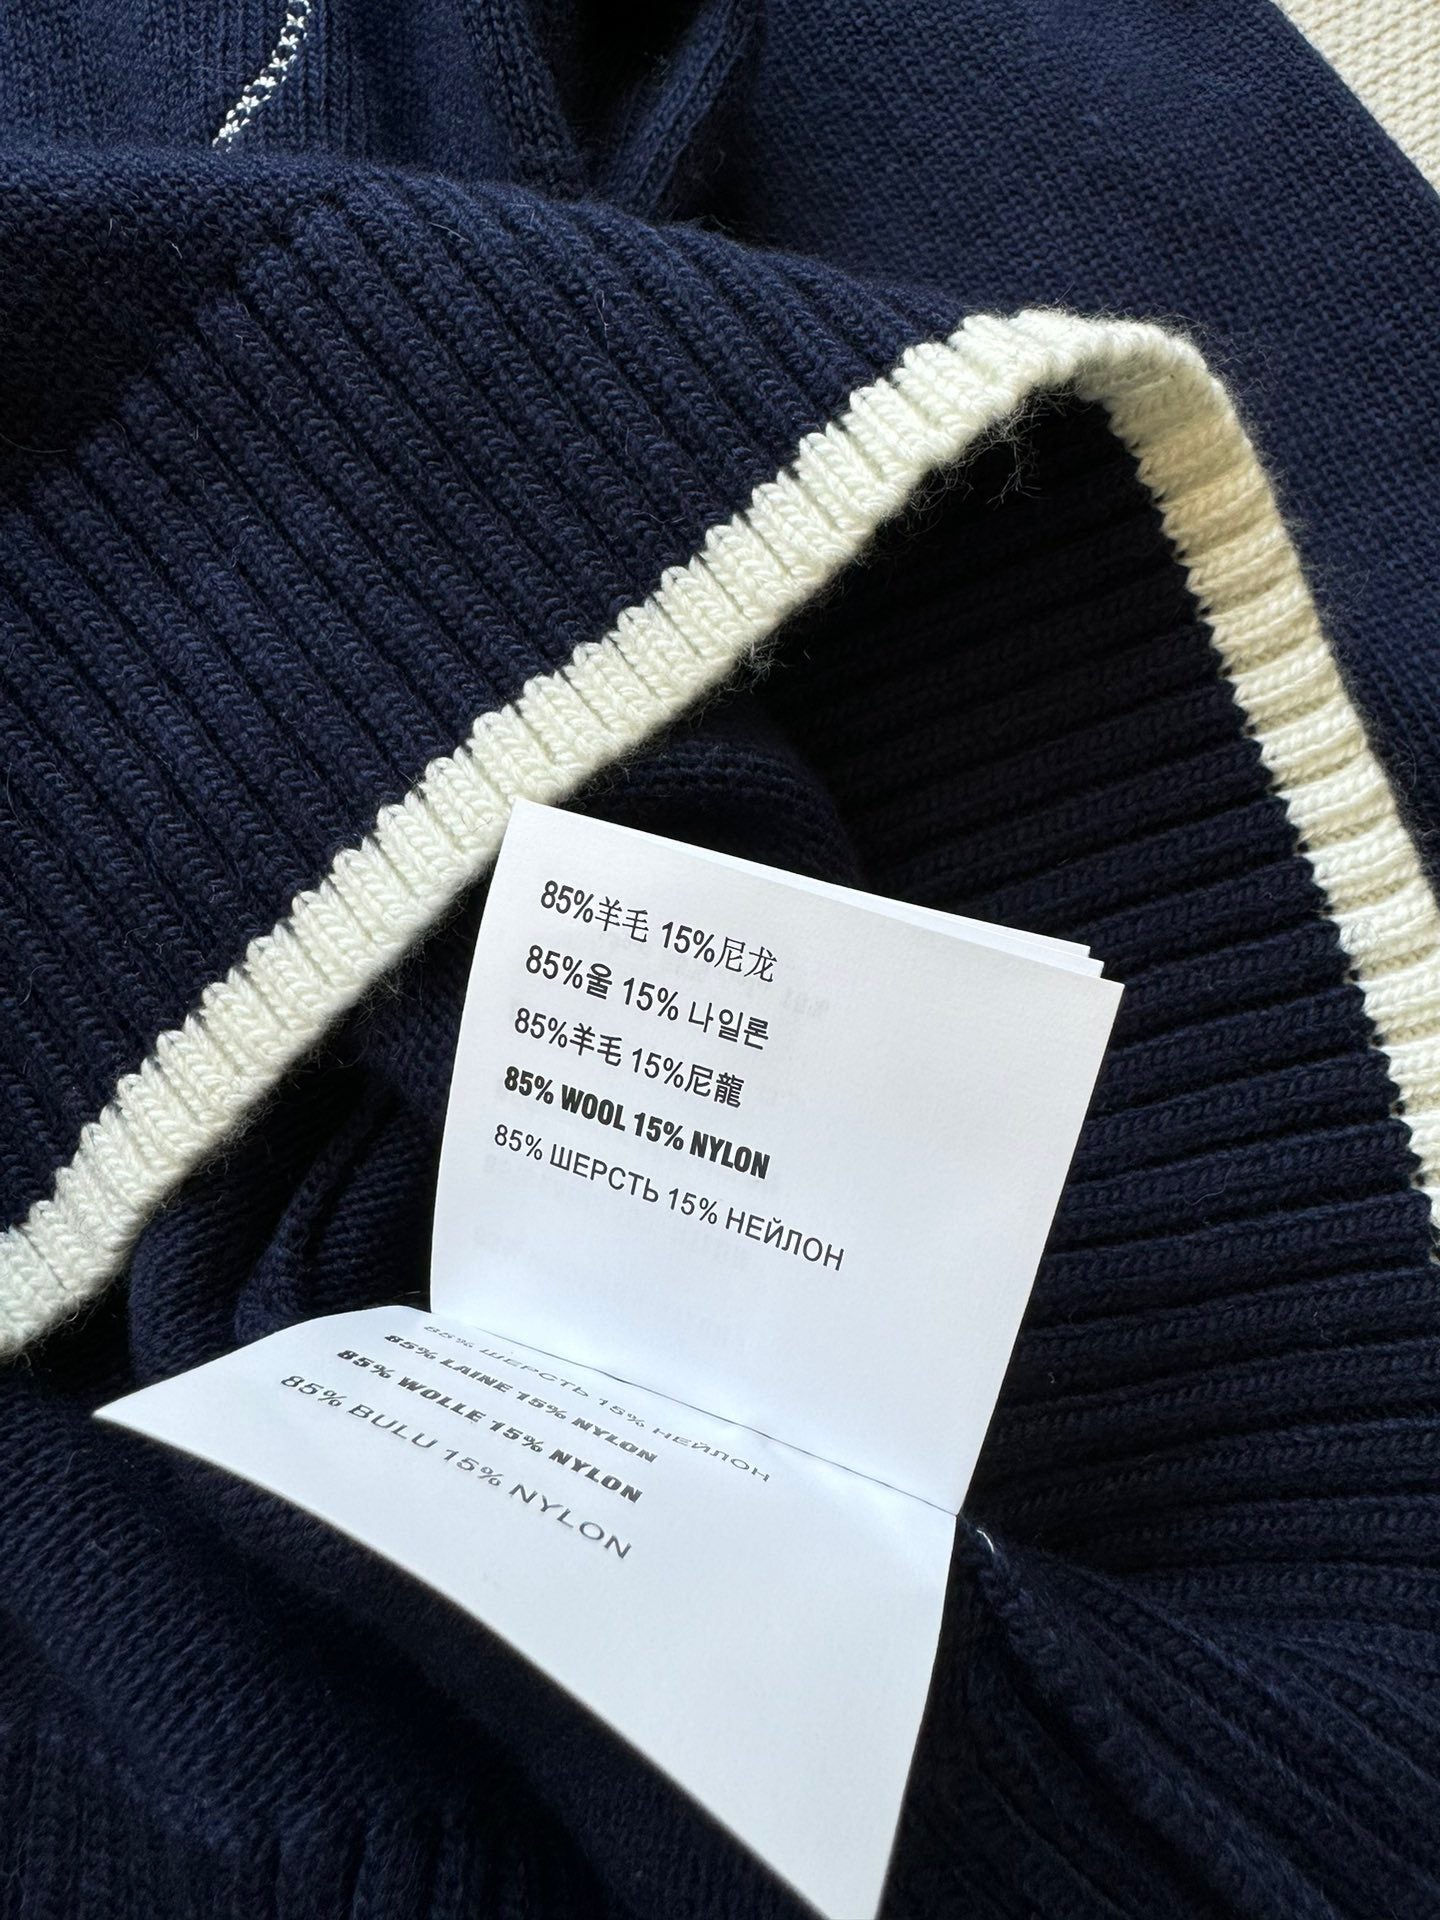 85%羊毛 15%尼龙
85%울 15% 나일론
85%羊毛 15%尼龍
85% WOOL 15% NYLON
85% ШЕРСТЬ 15% НЕЙЛОН
85% ШЕРСТЬ 15% НЕЙЛОН
85% LAINE 15% NYLON
85% WOLLE 15% NYLON
85% BULU 15% NYLON